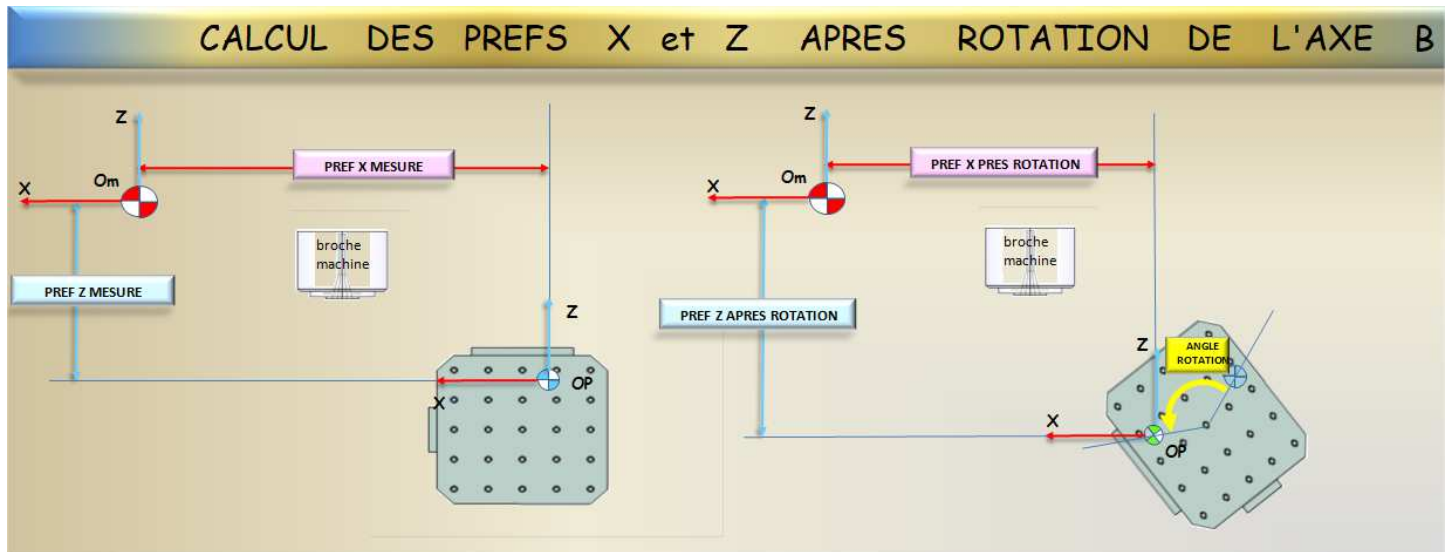 CALCUL DES PREFS X et Z APRES ROTATION DE L'AXE B
Z
PREF X MESURE
Om
X
broche
machine
PREF Z MESURE
Z
OP
X
Z
PREF X PRES ROTATION
Om
X
broche
machine
PREF Z APRES ROTATION
Z
ANGLE
ROTATION
X
OP